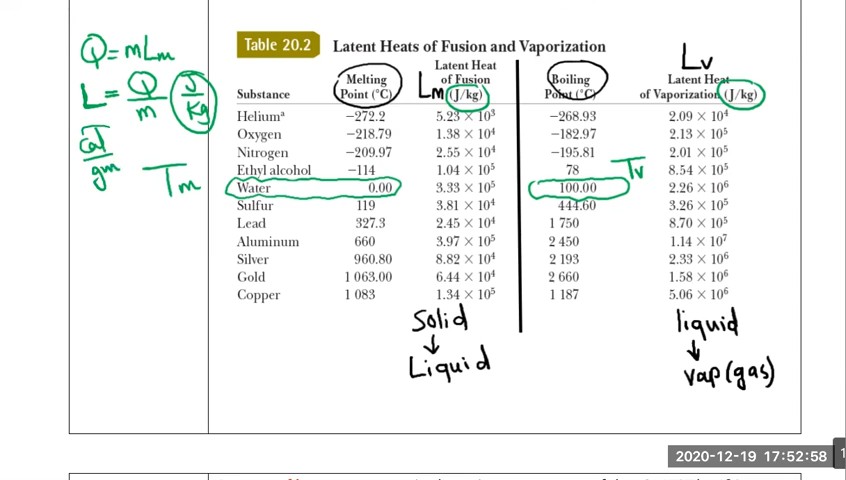 Q = mLm
L = Q/m J/Kg
Cal/gm
Tm
Table 20.2 Latent Heats of Fusion and Vaporization
Lv
Substance Melting Point (°C) Lm Latent Heat of Fusion (J/kg) Boiling Point (°C) Latent Heat of Vaporization (J/kg)
Heliumᵃ −272.2 5.23 × 10³ −268.93 2.09 × 10⁴
Oxygen −218.79 1.38 × 10⁴ −182.97 2.13 × 10⁵
Nitrogen −209.97 2.55 × 10⁴ −195.81 2.01 × 10⁵
Ethyl alcohol −114 1.04 × 10⁵ 78 Tv 8.54 × 10⁵
Water 0.00 3.33 × 10⁵ 100.00 2.26 × 10⁶
Sulfur 119 3.81 × 10⁴ 444.60 3.26 × 10⁵
Lead 327.3 2.45 × 10⁴ 1 750 8.70 × 10⁵
Aluminum 660 3.97 × 10⁵ 2 450 1.14 × 10⁷
Silver 960.80 8.82 × 10⁴ 2 193 2.33 × 10⁶
Gold 1 063.00 6.44 × 10⁴ 2 660 1.58 × 10⁶
Copper 1 083 1.34 × 10⁵ 1 187 5.06 × 10⁶
Solid
↓
Liquid
liquid
↓
vap (gas)
2020-12-19 17:52:58
1